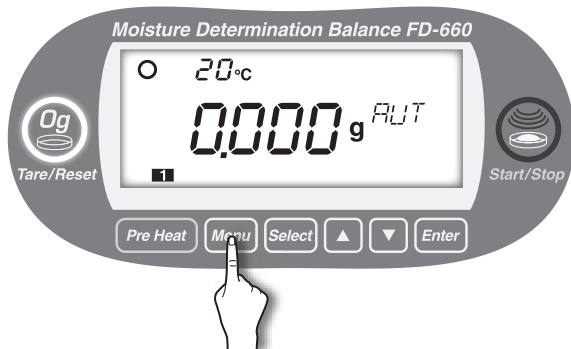 Moisture Determination Balance FD-660
20°C
0.000 g AUT
1
0g
Tare/Reset
Start/Stop
Pre Heat Menu Select ▲ ▼ Enter